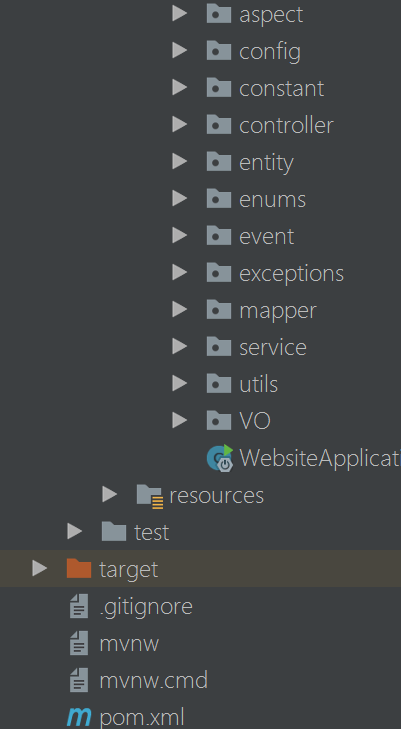 aspect
config
constant
controller
entity
enums
event
exceptions
mapper
service
utils
VO
WebsiteApplicat
resources
test
target
.gitignore
mvnw
mvnw.cmd
m pom.xml